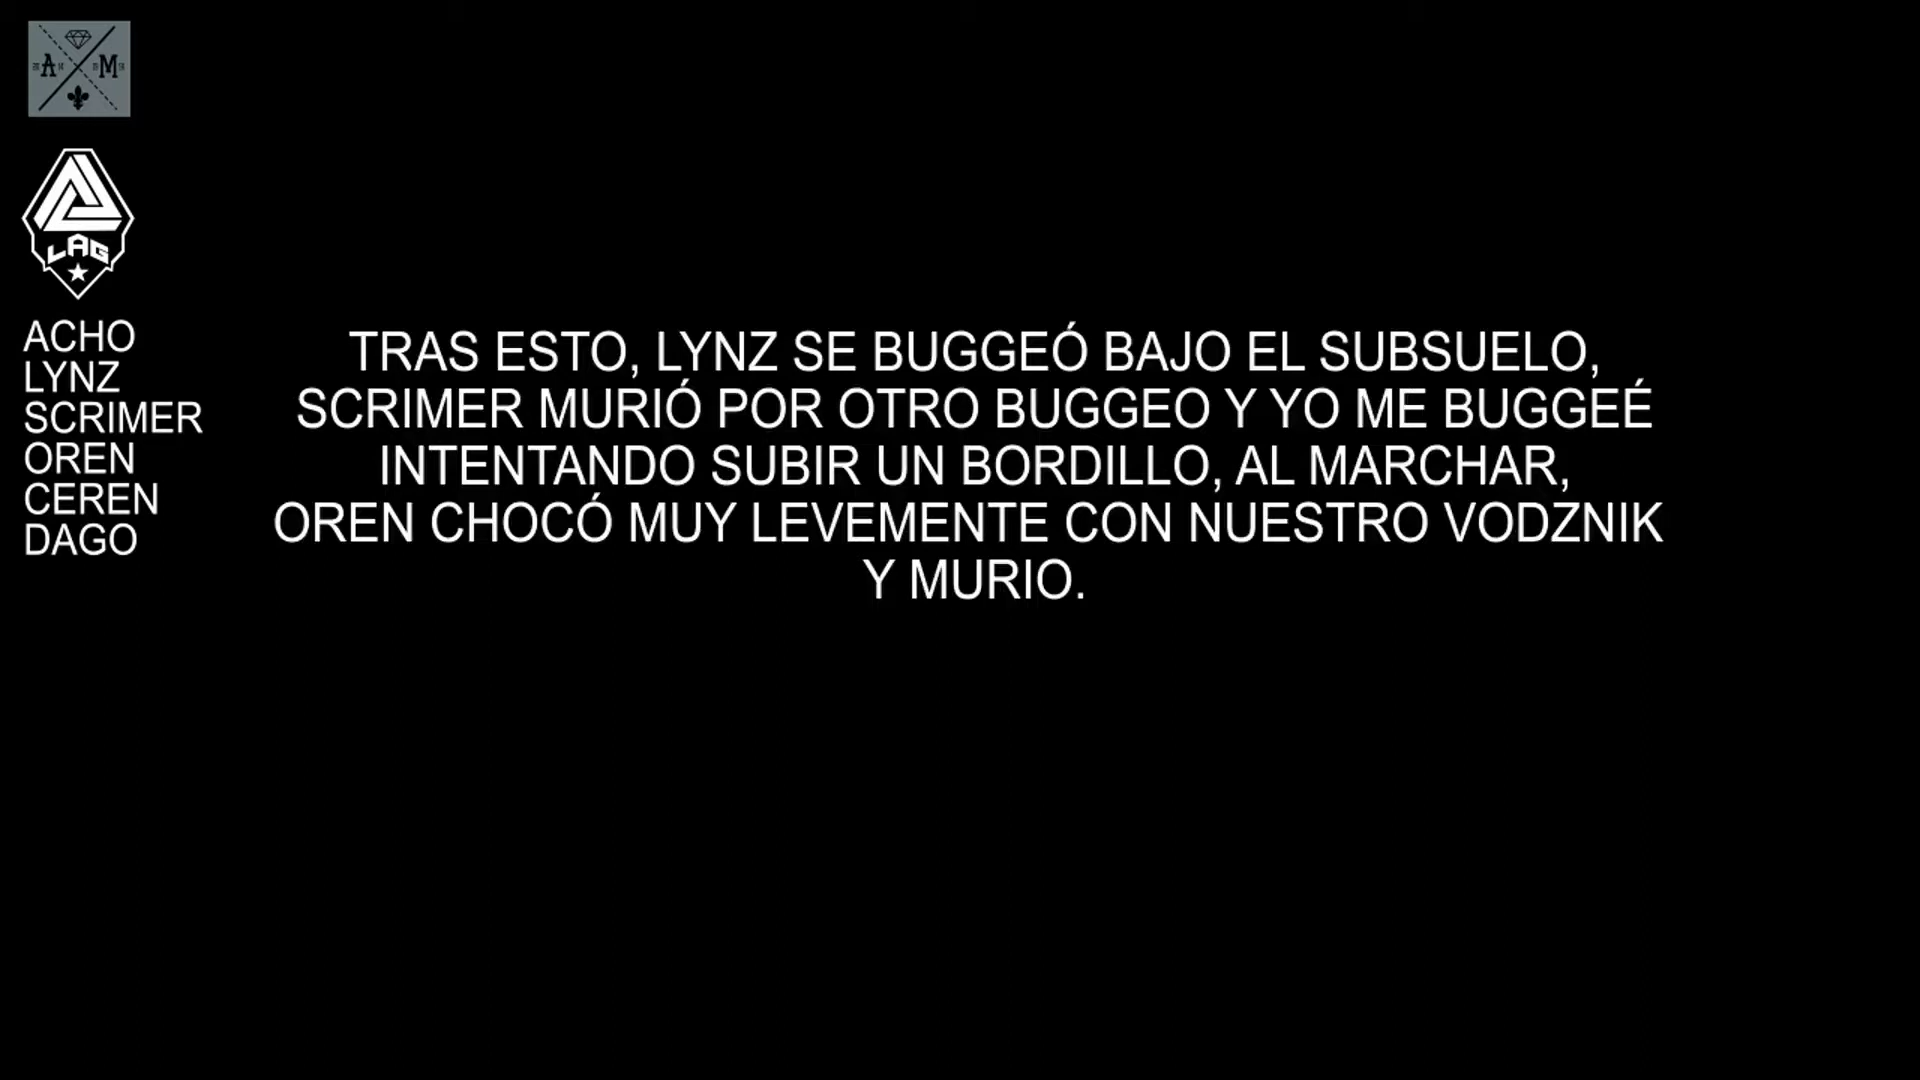 A M
LAG
ACHO
LYNZ
SCRIMER
OREN
CEREN
DAGO
TRAS ESTO, LYNZ SE BUGGEÓ BAJO EL SUBSUELO,
SCRIMER MURIÓ POR OTRO BUGGEO Y YO ME BUGGEÉ
INTENTANDO SUBIR UN BORDILLO, AL MARCHAR,
OREN CHOCÓ MUY LEVEMENTE CON NUESTRO VODZNIK
Y MURIO.